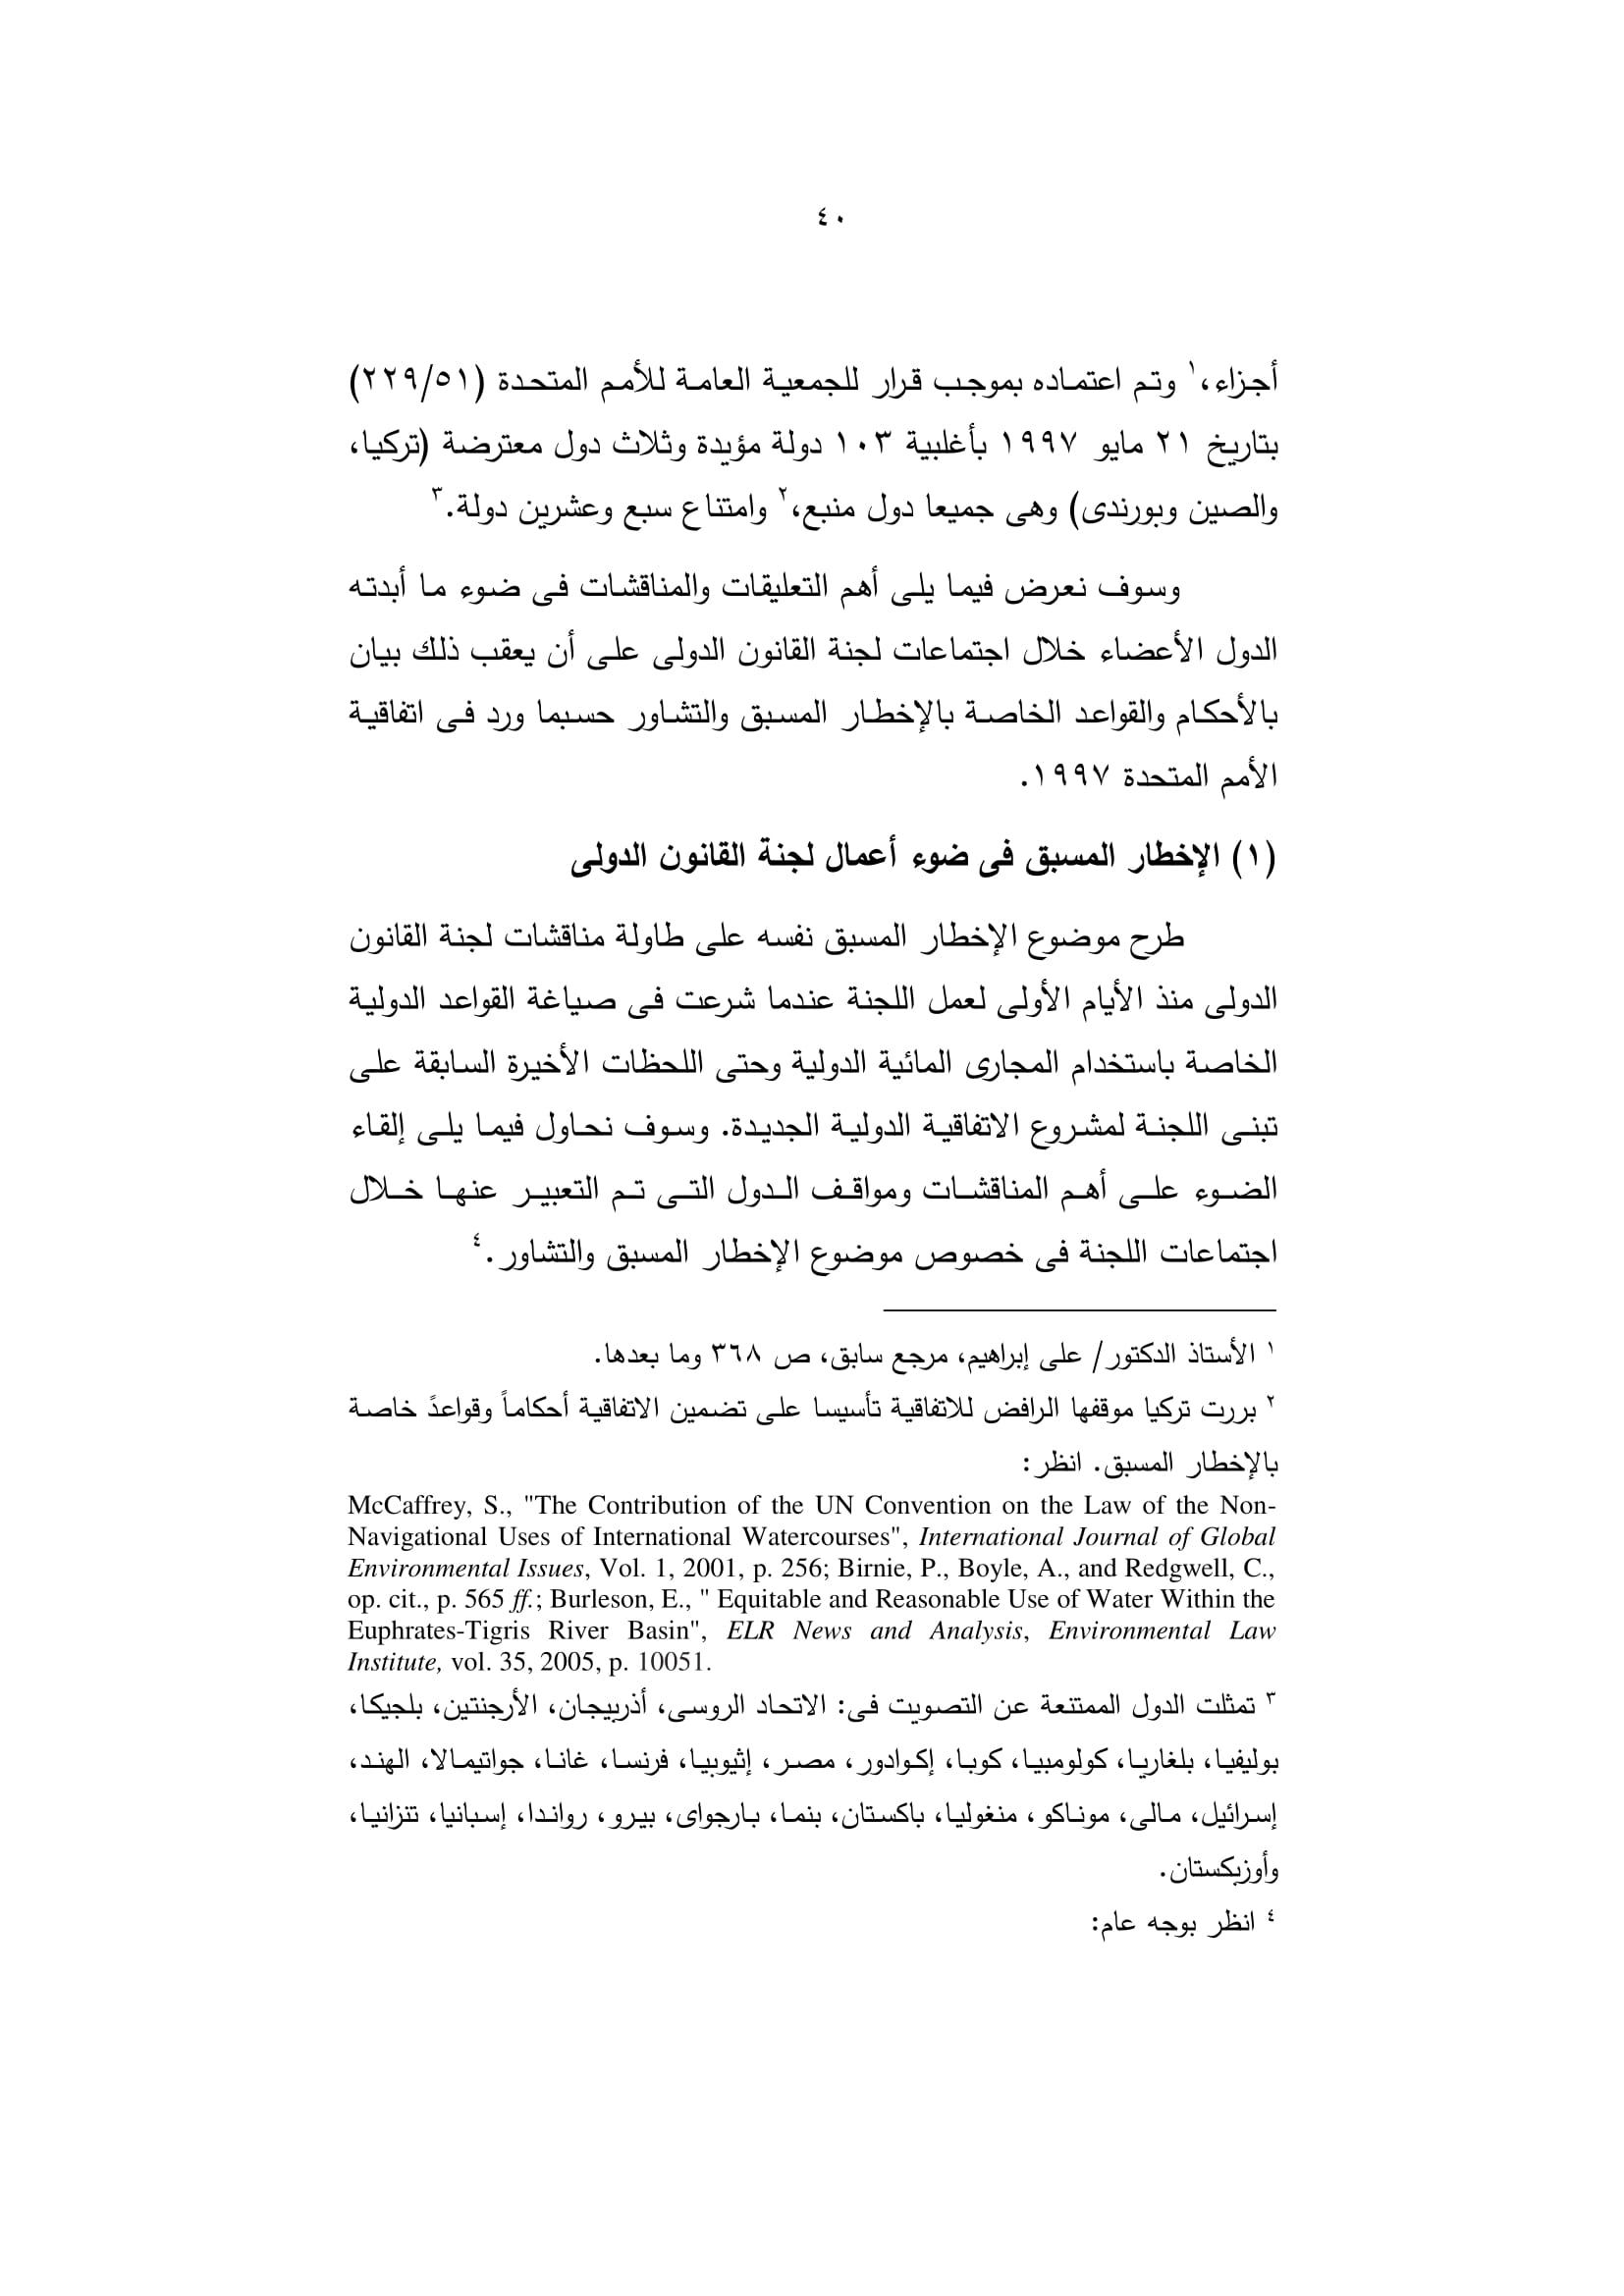 ٤٠
أجزاء،١ وتم اعتماده بموجب قرار للجمعية العامة للأمم المتحدة (٢٢٩/٥١)
بتاريخ ٢١ مايو ١٩٩٧ بأغلبية ١٠٣ دولة مؤيدة وثلاث دول معترضة (تركيا،
والصين وبورندى) وهى جميعا دول منبع،٢ وامتناع سبع وعشرين دولة.٣
وسوف نعرض فيما يلى أهم التعليقات والمناقشات فى ضوء ما أبدته
الدول الأعضاء خلال اجتماعات لجنة القانون الدولى على أن يعقب ذلك بيان
بالأحكام والقواعد الخاصة بالإخطار المسبق والتشاور حسبما ورد فى اتفاقية
الأمم المتحدة ١٩٩٧.
(١) الإخطار المسبق فى ضوء أعمال لجنة القانون الدولى
طرح موضوع الإخطار المسبق نفسه على طاولة مناقشات لجنة القانون
الدولى منذ الأيام الأولى لعمل اللجنة عندما شرعت فى صياغة القواعد الدولية
الخاصة باستخدام المجارى المائية الدولية وحتى اللحظات الأخيرة السابقة على
تبنى اللجنة لمشروع الاتفاقية الدولية الجديدة. وسوف نحاول فيما يلى إلقاء
الضوء على أهم المناقشات ومواقف الدول التى تم التعبير عنها خلال
اجتماعات اللجنة فى خصوص موضوع الإخطار المسبق والتشاور.٤
١ الأستاذ الدكتور/ على إبراهيم، مرجع سابق، ص ٣٦٨ وما بعدها.
٢ بررت تركيا موقفها الرافض للاتفاقية تأسيسا على تضمين الاتفاقية أحكاماً وقواعدً خاصة
بالإخطار المسبق. انظر:
McCaffrey, S., "The Contribution of the UN Convention on the Law of the Non-
Navigational Uses of International Watercourses", International Journal of Global
Environmental Issues, Vol. 1, 2001, p. 256; Birnie, P., Boyle, A., and Redgwell, C.,
op. cit., p. 565 ff.; Burleson, E., " Equitable and Reasonable Use of Water Within the
Euphrates-Tigris River Basin", ELR News and Analysis, Environmental Law
Institute, vol. 35, 2005, p. 10051.
٣ تمثلت الدول الممتنعة عن التصويت فى: الاتحاد الروسى، أذربيجان، الأرجنتين، بلجيكا،
بوليفيا، بلغاريا، كولومبيا، كوبا، إكوادور، مصر، إثيوبيا، فرنسا، غانا، جواتيمالا، الهند،
إسرائيل، مالى، موناكو، منغوليا، باكستان، بنما، بارجواى، بيرو، رواندا، إسبانيا، تنزانيا،
وأوزبكستان.
٤ انظر بوجه عام: